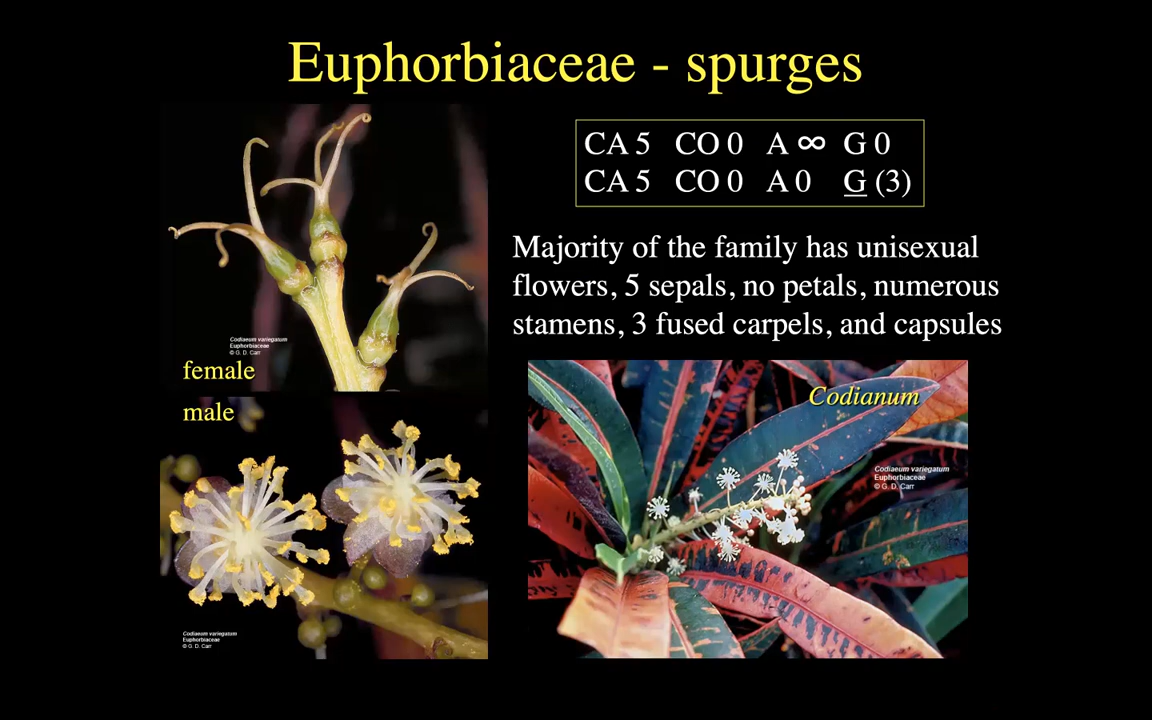 Euphorbiaceae - spurges
CA 5 CO 0 A ∞ G 0
CA 5 CO 0 A 0 G (3)
Majority of the family has unisexual
flowers, 5 sepals, no petals, numerous
stamens, 3 fused carpels, and capsules
Codiaeum variegatum
Euphorbiaceae
© G. D. Carr
female
male
Codiaeum variegatum
Euphorbiaceae
© G. D. Carr
Codianum
Codiaeum variegatum
Euphorbiaceae
© G. D. Carr